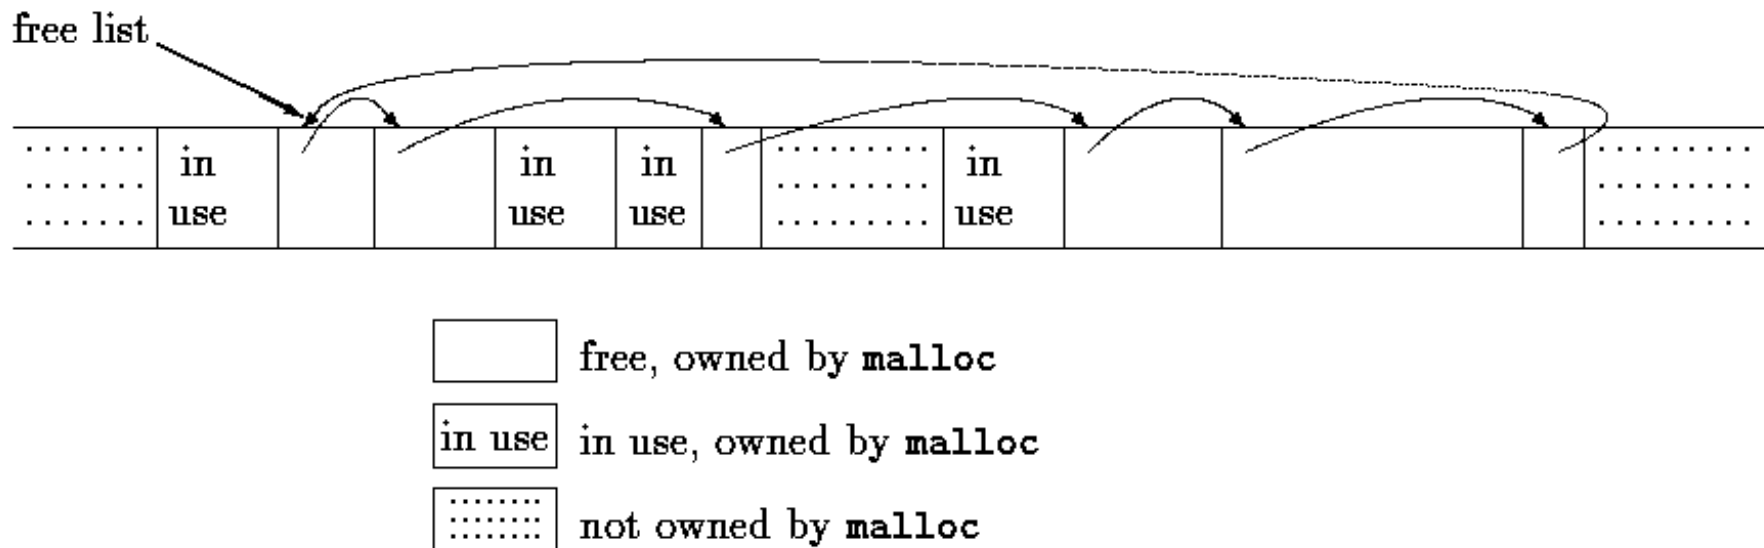 free list
in
use
in
use
in
use
in
use
free, owned by malloc
in use
in use, owned by malloc
not owned by malloc